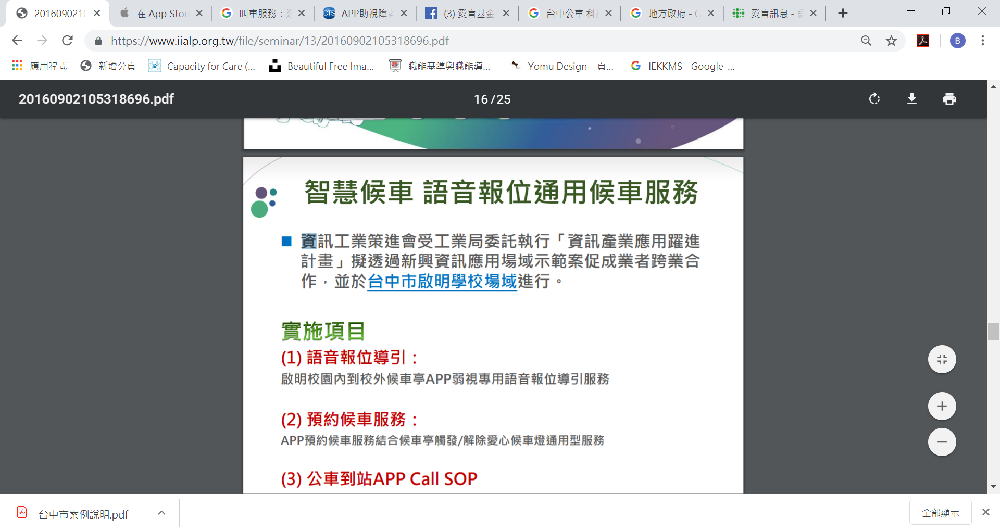 2016090210
在 App Stor
叫車服務：
APP助視障
(3) 愛盲基金
台中公車 科
地方政府 - G
愛盲訊息 -
https://www.iialp.org.tw/file/seminar/13/20160902105318696.pdf
B
應用程式
新增分頁
Capacity for Care (...
Beautiful Free Ima...
職能基準與職能導...
Yomu Design – 頁...
IEKKMS - Google-...
20160902105318696.pdf
16 / 25
智慧候車 語音報位通用候車服務
資訊工業策進會受工業局委託執行「資訊產業應用躍進
計畫」擬透過新興資訊應用場域示範案促成業者跨業合
作，並於台中市啟明學校場域進行。
實施項目
(1) 語音報位導引：
啟明校園內到校外候車亭APP弱視專用語音報位導引服務
(2) 預約候車服務：
APP預約候車服務結合候車亭觸發/解除愛心候車燈通用型服務
(3) 公車到站APP Call SOP
台中市案例說明.pdf
全部顯示